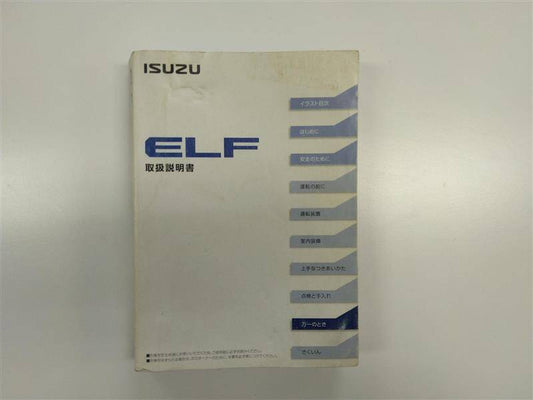 ISUZU
ELF
取扱説明書
イラスト目次
はじめに
安全のために
運転の前に
運転装置
室内装備
上手なつきあいかた
点検と手入れ
万一のとき
さくいん